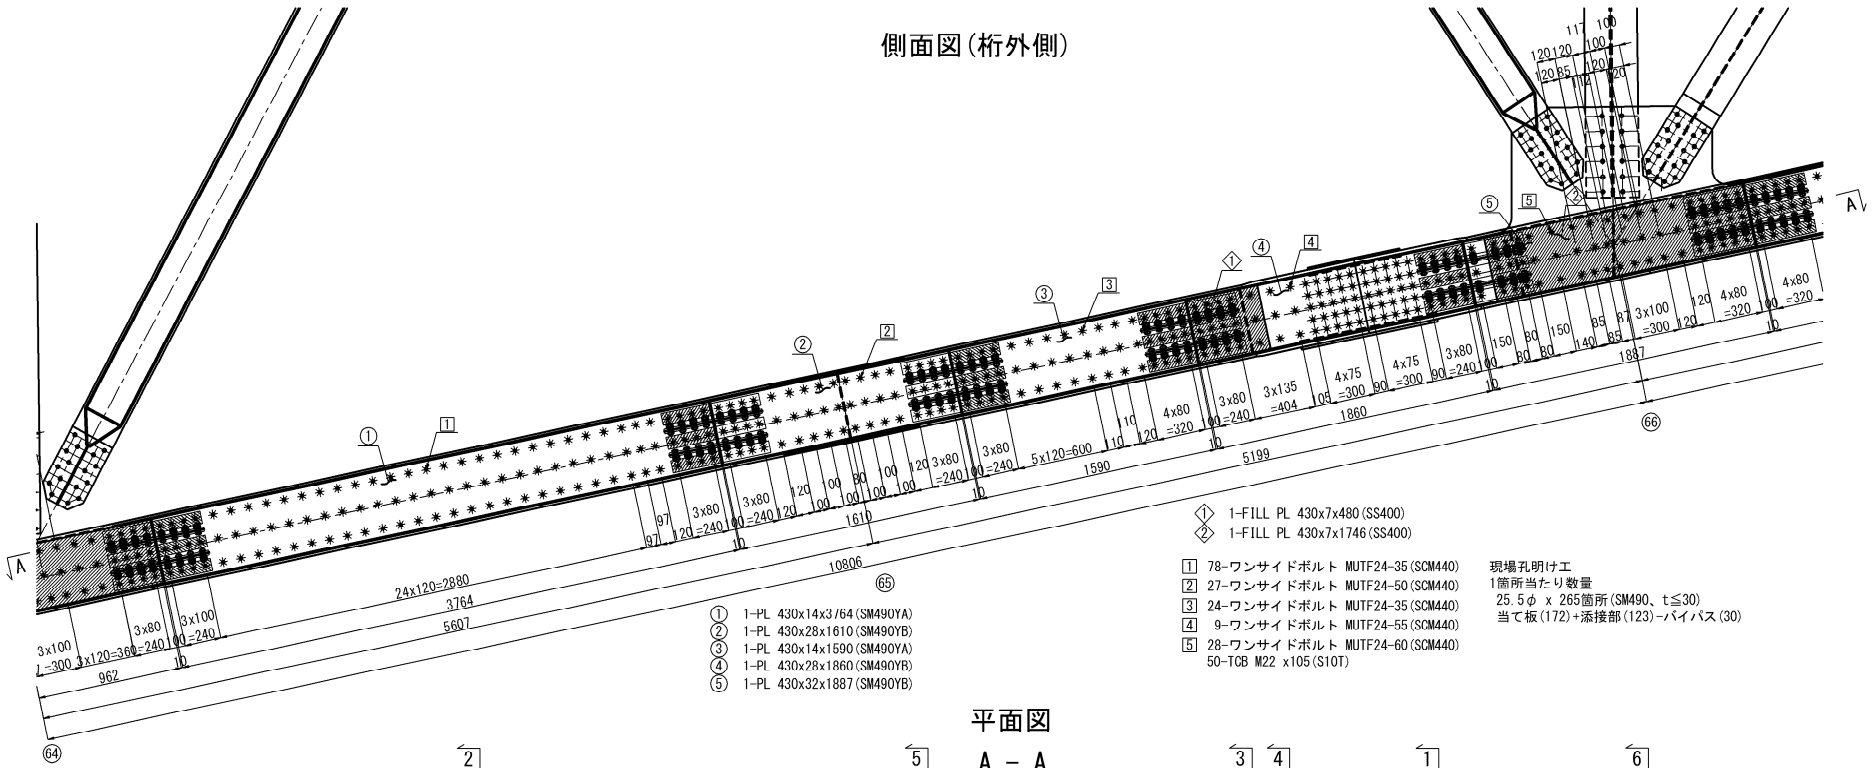 側面図(桁外側)
117 100
120 120 100
120 85 120
112 120
5
5
2
A
4
4
1
3
3
2
2
1
1
A
3x100 =300 3x120=360 3x80 =240 100 3x100 =240
24x120=2880
97 97 120 3x80 =240 100 3x80 =240 120 120 100 100 80 100 100 100 120 3x80 =240 100 3x80 =240
5x120=600
110 110 120 4x80 =320 100 3x80 =240 3x135 =404 105 4x75 =300 90 4x75 =300 90 3x80 =240 100 150 80 80 80 150 140 85 85 87 3x100 =300 120 120 4x80 =320 100 4x80 =320
962 10 3764 10 1610 10 1590 10 1860 10 1887 10
5607 10806 5199
64
65
66
1 1-FILL PL 430x7x480(SS400)
2 1-FILL PL 430x7x1746(SS400)
1 78-ワンサイドボルト MUTF24-35(SCM440)
2 27-ワンサイドボルト MUTF24-50(SCM440)
3 24-ワンサイドボルト MUTF24-35(SCM440)
4 9-ワンサイドボルト MUTF24-55(SCM440)
5 28-ワンサイドボルト MUTF24-60(SCM440)
50-TCB M22 x105(S10T)
現場孔明け工
1箇所当たり数量
25.5φ x 265箇所(SM490、t≦30)
当て板(172)+添接部(123)-バイパス(30)
1 1-PL 430x14x3764(SM490YA)
2 1-PL 430x28x1610(SM490YB)
3 1-PL 430x14x1590(SM490YA)
4 1-PL 430x28x1860(SM490YB)
5 1-PL 430x32x1887(SM490YB)
平面図
A - A
2 5 3 4 1 6